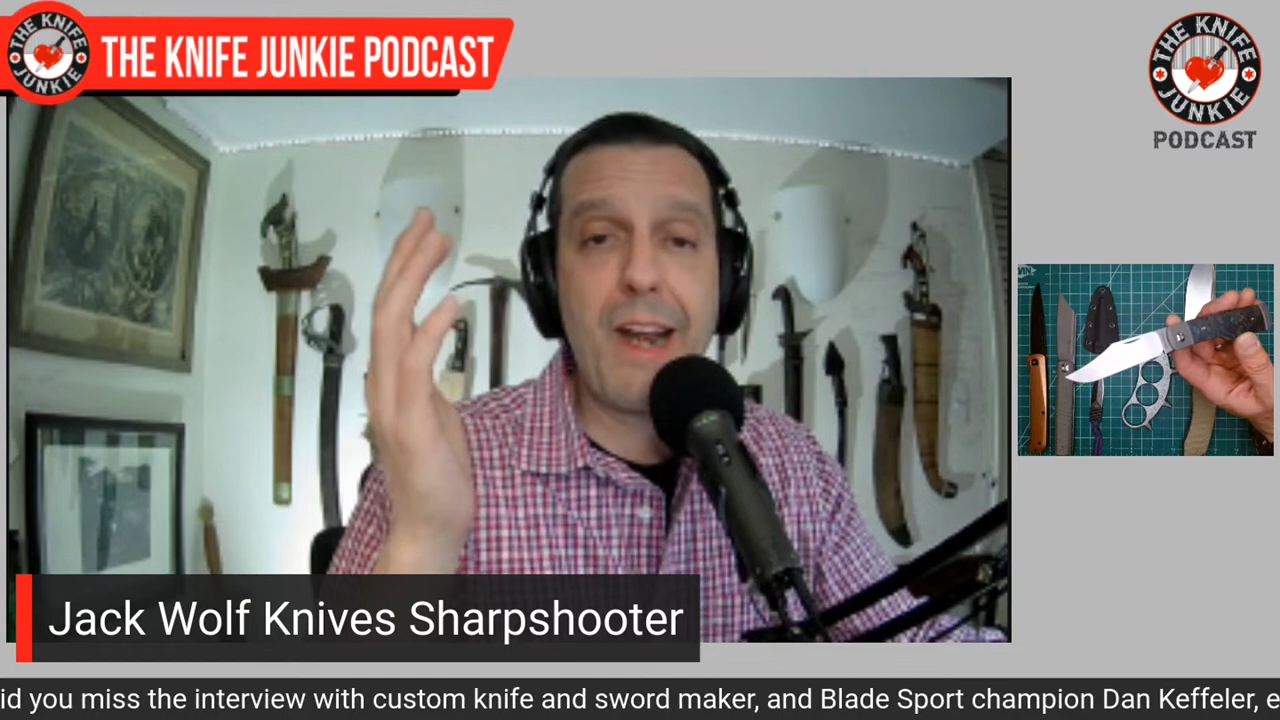 THE KNIFE JUNKIE
THE KNIFE JUNKIE PODCAST
THE KNIFE JUNKIE
PODCAST
Jack Wolf Knives Sharpshooter
id you miss the interview with custom knife and sword maker, and Blade Sport champion Dan Keffeler, e